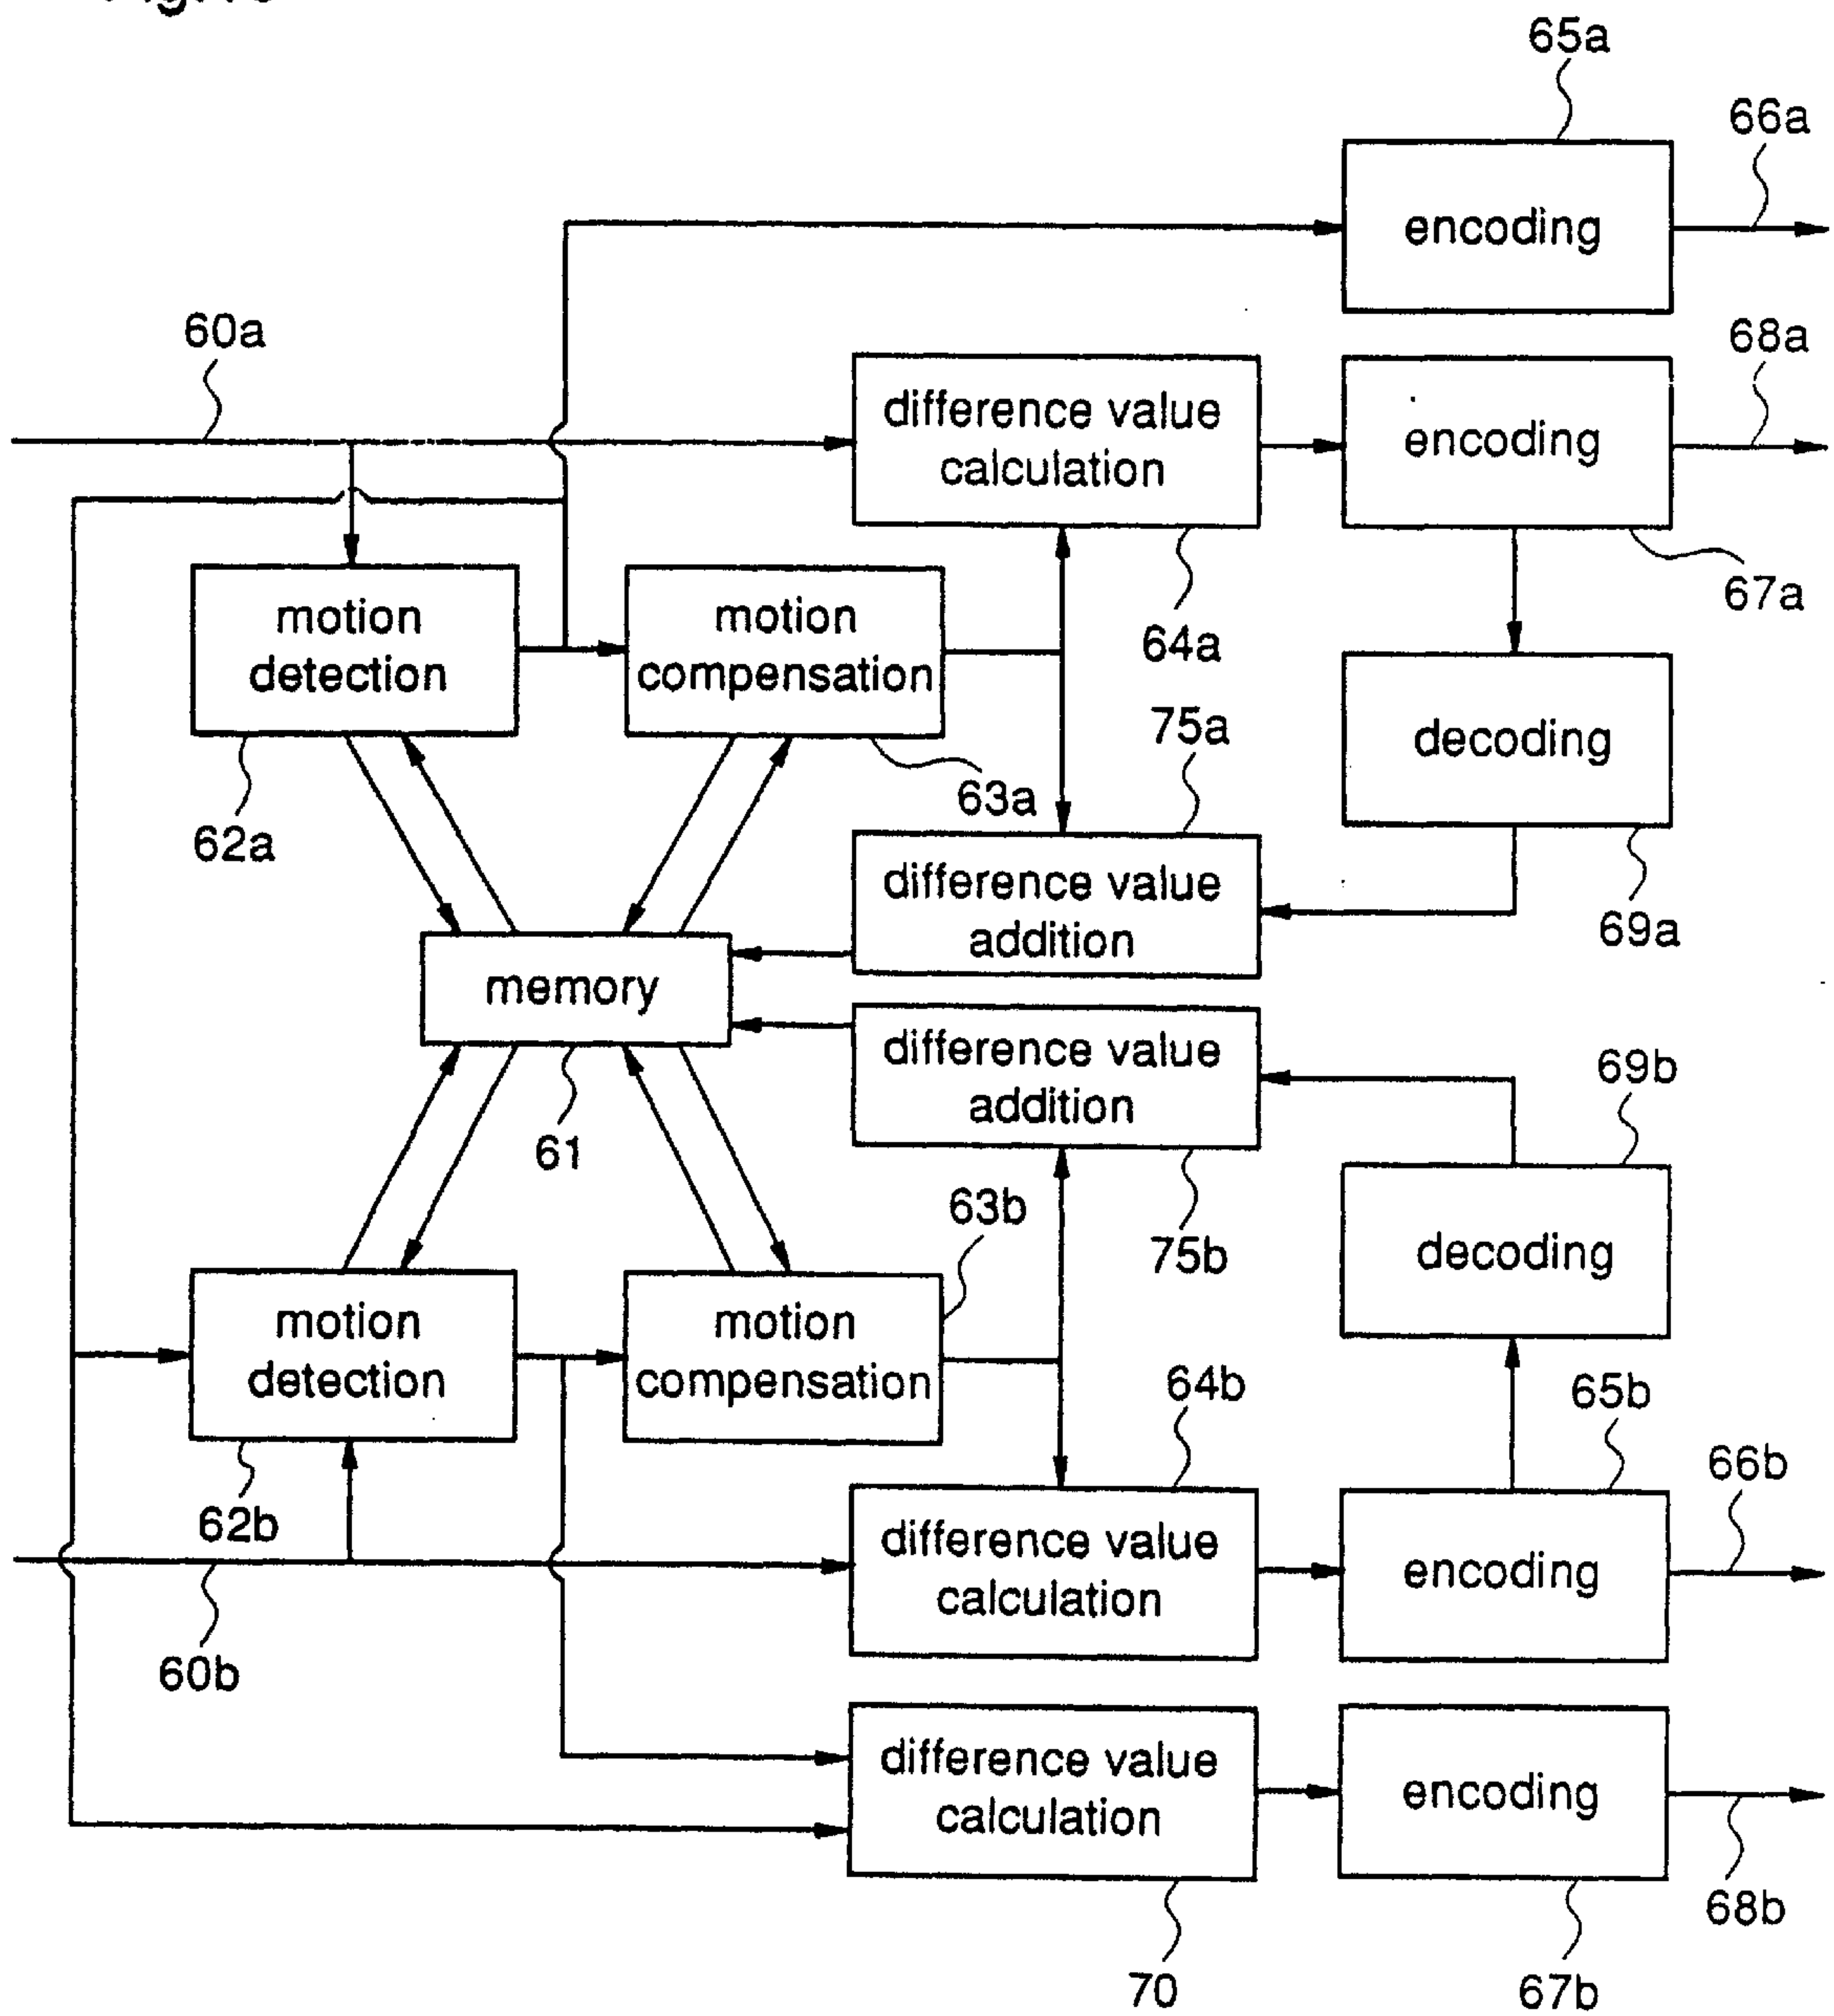 65a
66a
encoding
60a
68a
difference value
calculation
encoding
67a
motion
detection
motion
compensation
64a
75a
decoding
62a
63a
difference value
addition
69a
memory
difference value
addition
69b
61
63b
75b
decoding
motion
detection
motion
compensation
64b
65b
66b
62b
difference value
calculation
encoding
60b
difference value
calculation
encoding
68b
70
67b